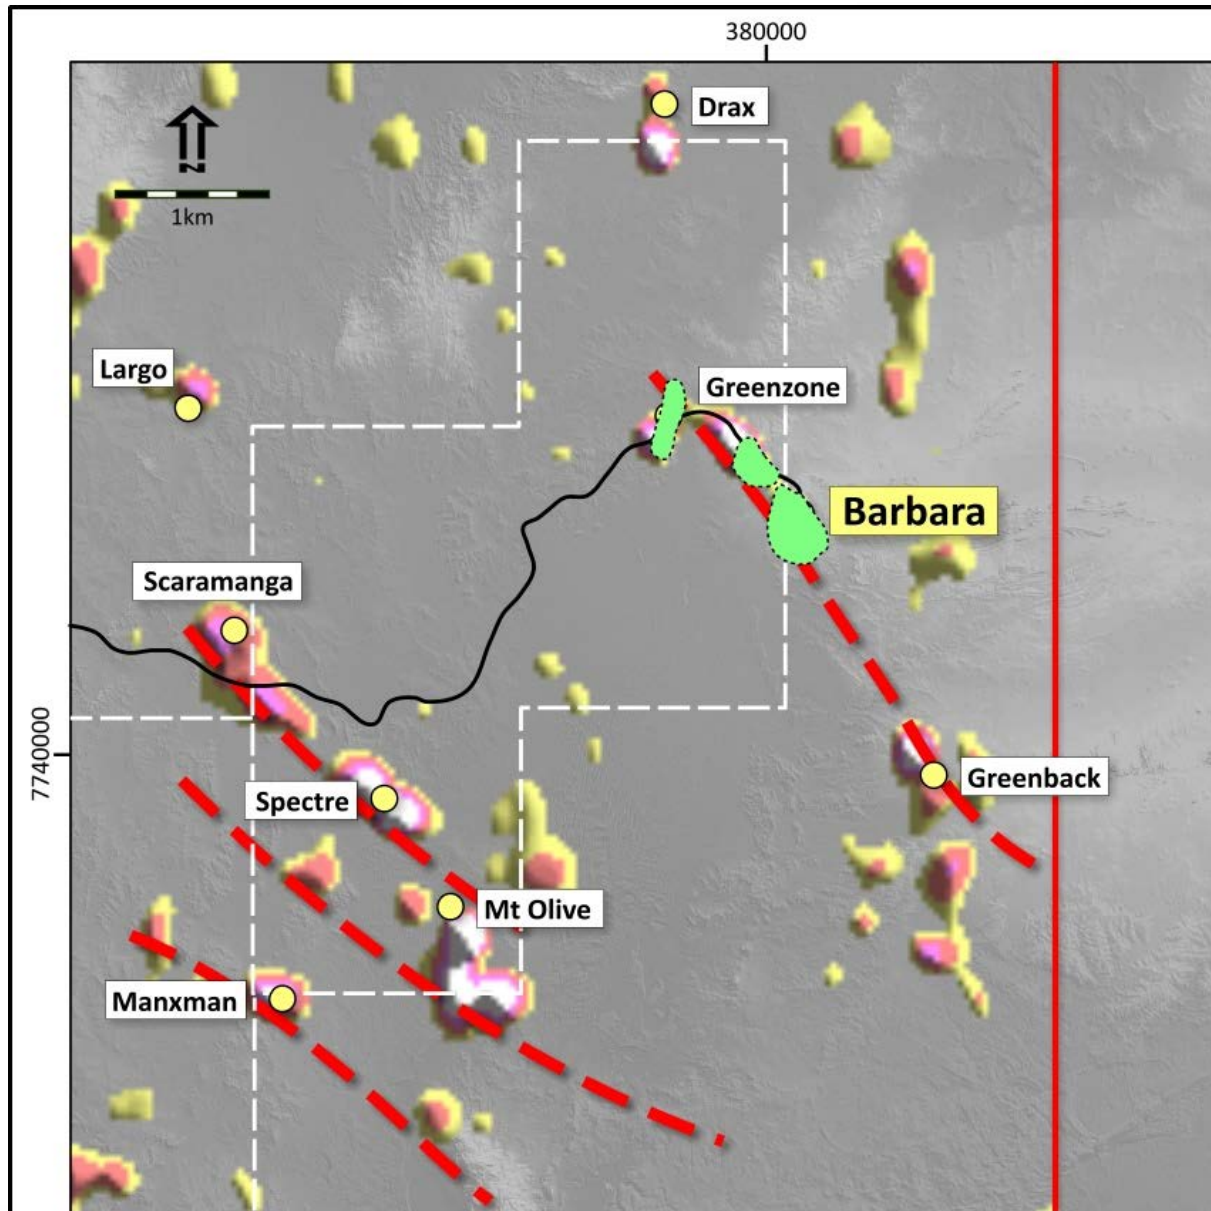 380000
Drax
N
1km
Largo
Greenzone
Barbara
Scaramanga
7740000
Greenback
Spectre
Mt Olive
Manxman